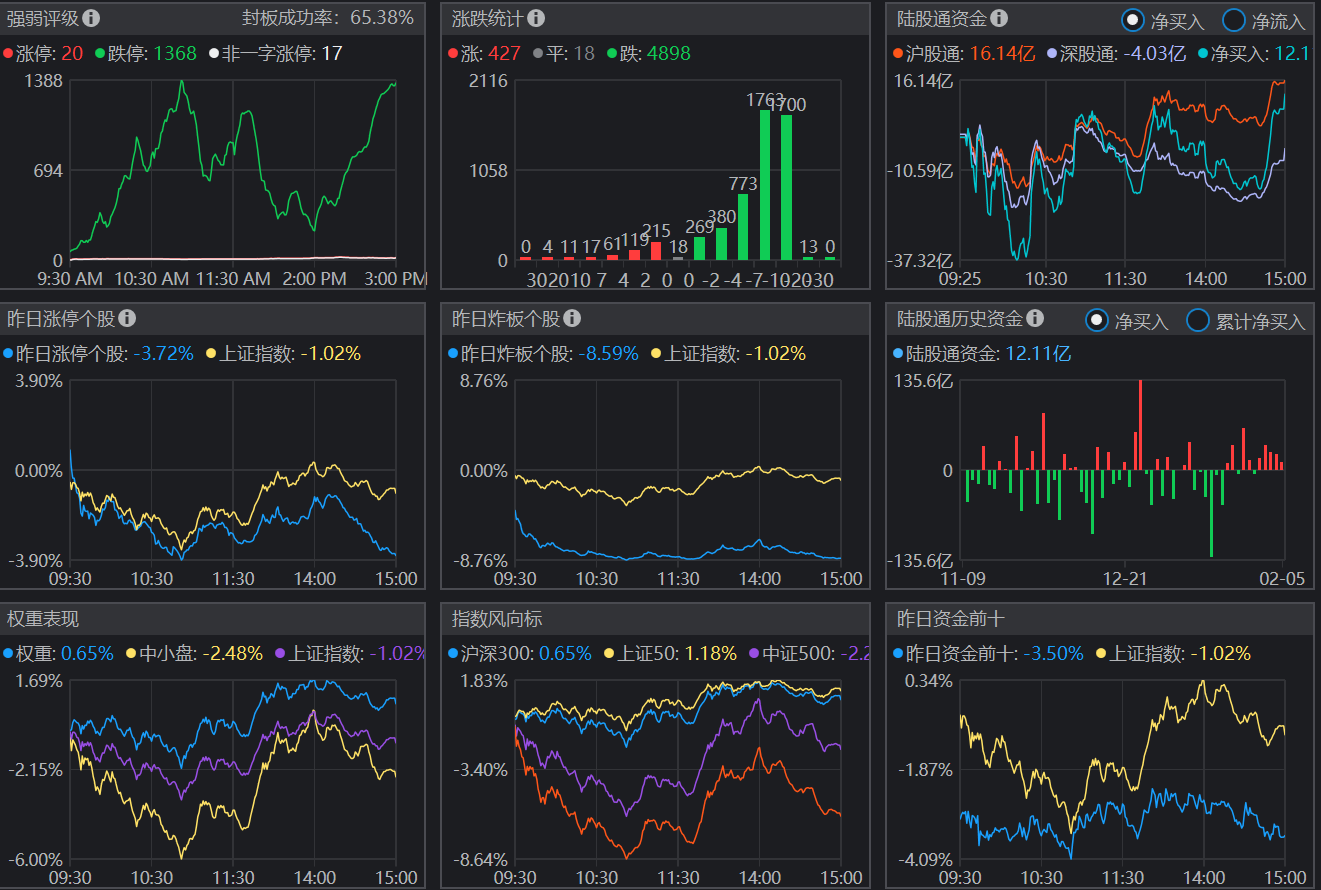 强弱评级 封板成功率：65.38%
涨停: 20 跌停: 1368 非一字涨停: 17
1388
694
0
9:30 AM 10:30 AM 11:30 AM 2:00 PM 3:00 PM
涨跌统计
涨: 427 平: 18 跌: 4898
2116
1058
0
0 4 11 17 61 119 215 18 269 380 773 1763 1700 13 0
30 20 10 7 4 2 0 0 -2 -4 -7 -10 -20 -30
陆股通资金 净买入 净流入
沪股通: 16.14亿 深股通: -4.03亿 净买入: 12.1
16.14亿
-10.59亿
-37.32亿
09:25 10:30 11:30 14:00 15:00
昨日涨停个股
昨日涨停个股: -3.72% 上证指数: -1.02%
3.90%
0.00%
-3.90%
09:30 10:30 11:30 14:00 15:00
昨日炸板个股
昨日炸板个股: -8.59% 上证指数: -1.02%
8.76%
0.00%
-8.76%
09:30 10:30 11:30 14:00 15:00
陆股通历史资金 净买入 累计净买入
陆股通资金: 12.11亿
135.6亿
0
-135.6亿
11-09 12-21 02-05
权重表现
权重: 0.65% 中小盘: -2.48% 上证指数: -1.02%
1.69%
-2.15%
-6.00%
09:30 10:30 11:30 14:00 15:00
指数风向标
沪深300: 0.65% 上证50: 1.18% 中证500: -2.2
1.83%
-3.40%
-8.64%
09:30 10:30 11:30 14:00 15:00
昨日资金前十
昨日资金前十: -3.50% 上证指数: -1.02%
0.34%
-1.87%
-4.09%
09:30 10:30 11:30 14:00 15:00